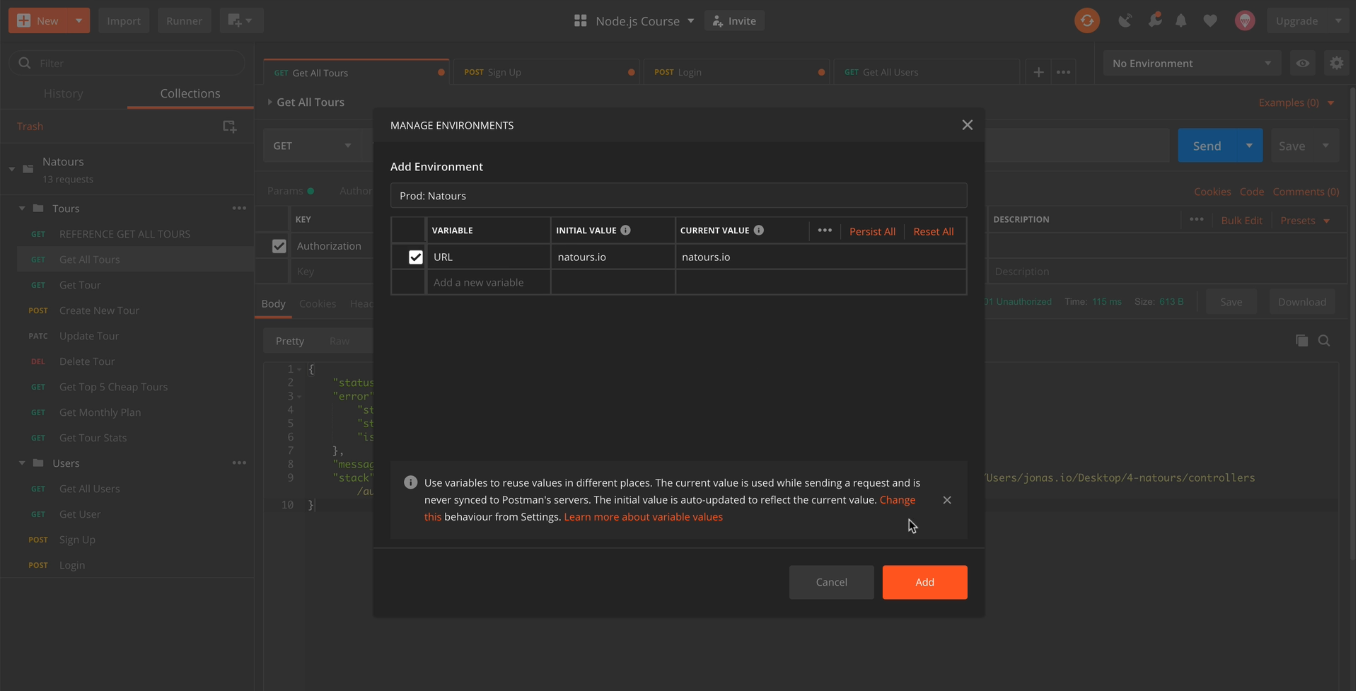 New
Import
Runner
Node.js Course
Invite
Upgrade
Filter
History
Collections
Trash
Natours
13 requests
Tours
GET REFERENCE GET ALL TOURS
GET Get All Tours
GET Get Tour
POST Create New Tour
PATC Update Tour
DEL Delete Tour
GET Get Top 5 Cheap Tours
GET Get Monthly Plan
GET Get Tour Stats
Users
GET Get All Users
GET Get User
POST Sign Up
POST Login
GET Get All Tours
POST Sign Up
POST Login
GET Get All Users
No Environment
Get All Tours
Examples (0)
GET
Send
Save
Params
Author
Cookies Code Comments (0)
KEY
DESCRIPTION
Bulk Edit
Presets
Authorization
Key
Description
Body
Cookies
Head
01 Unauthorized Time: 115 ms Size: 613 B
Save
Download
Pretty
Raw
1 {
2 "status
3 "error"
4 "st
5 "st
6 "is
7 },
8 "messag
9 "stack"
/Users/jonas.io/Desktop/4-natours/controllers
/au
10 }
MANAGE ENVIRONMENTS
Add Environment
Prod: Natours
VARIABLE
INITIAL VALUE
CURRENT VALUE
Persist All
Reset All
URL
natours.io
natours.io
Add a new variable
Use variables to reuse values in different places. The current value is used while sending a request and is
never synced to Postman's servers. The initial value is auto-updated to reflect the current value. Change
this behaviour from Settings. Learn more about variable values
Cancel
Add